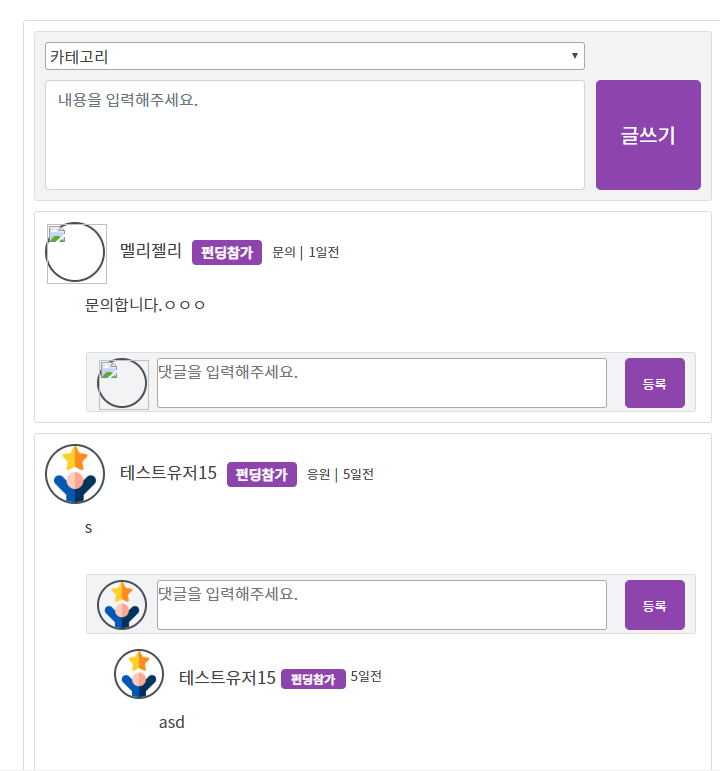 카테고리
내용을 입력해주세요.
글쓰기
멜리젤리 펀딩참가 문의 | 1일전
문의합니다.ㅇㅇㅇ
댓글을 입력해주세요. 등록
테스트유저15 펀딩참가 응원 | 5일전
s
댓글을 입력해주세요. 등록
테스트유저15 펀딩참가 5일전
asd